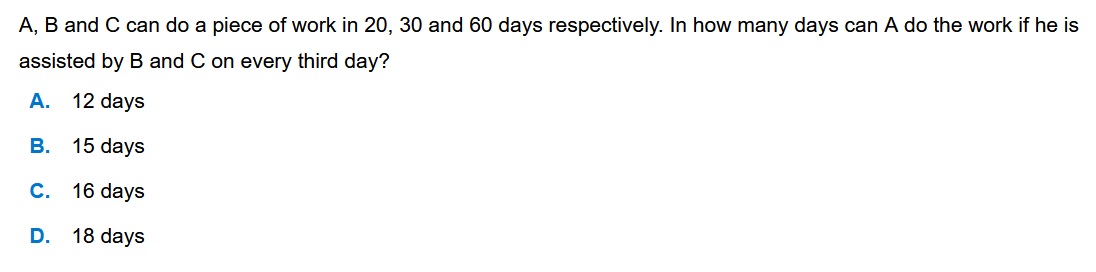 A, B and C can do a piece of work in 20, 30 and 60 days respectively. In how many days can A do the work if he is
assisted by B and C on every third day?
A. 12 days
B. 15 days
C. 16 days
D. 18 days